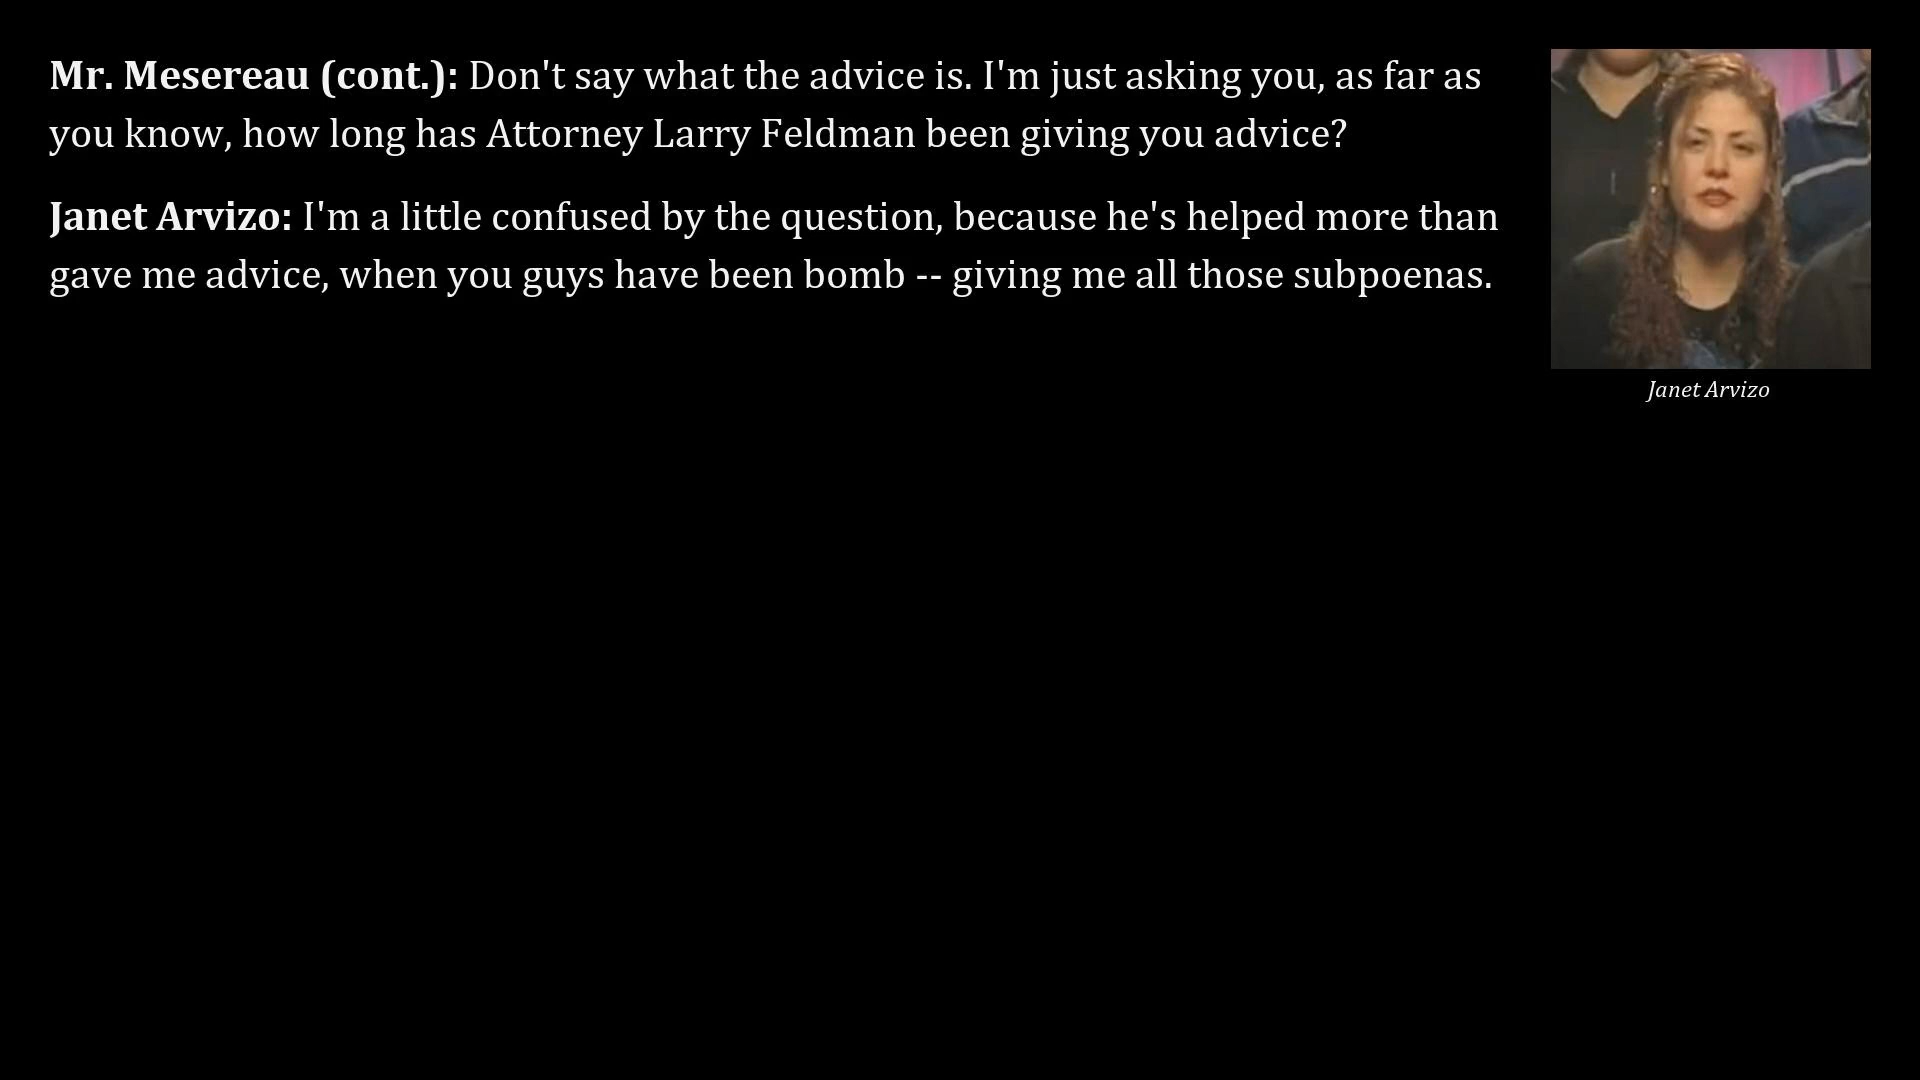 Mr. Mesereau (cont.): Don't say what the advice is. I'm just asking you, as far as
you know, how long has Attorney Larry Feldman been giving you advice?
Janet Arvizo: I'm a little confused by the question, because he's helped more than
gave me advice, when you guys have been bomb -- giving me all those subpoenas.
Janet Arvizo